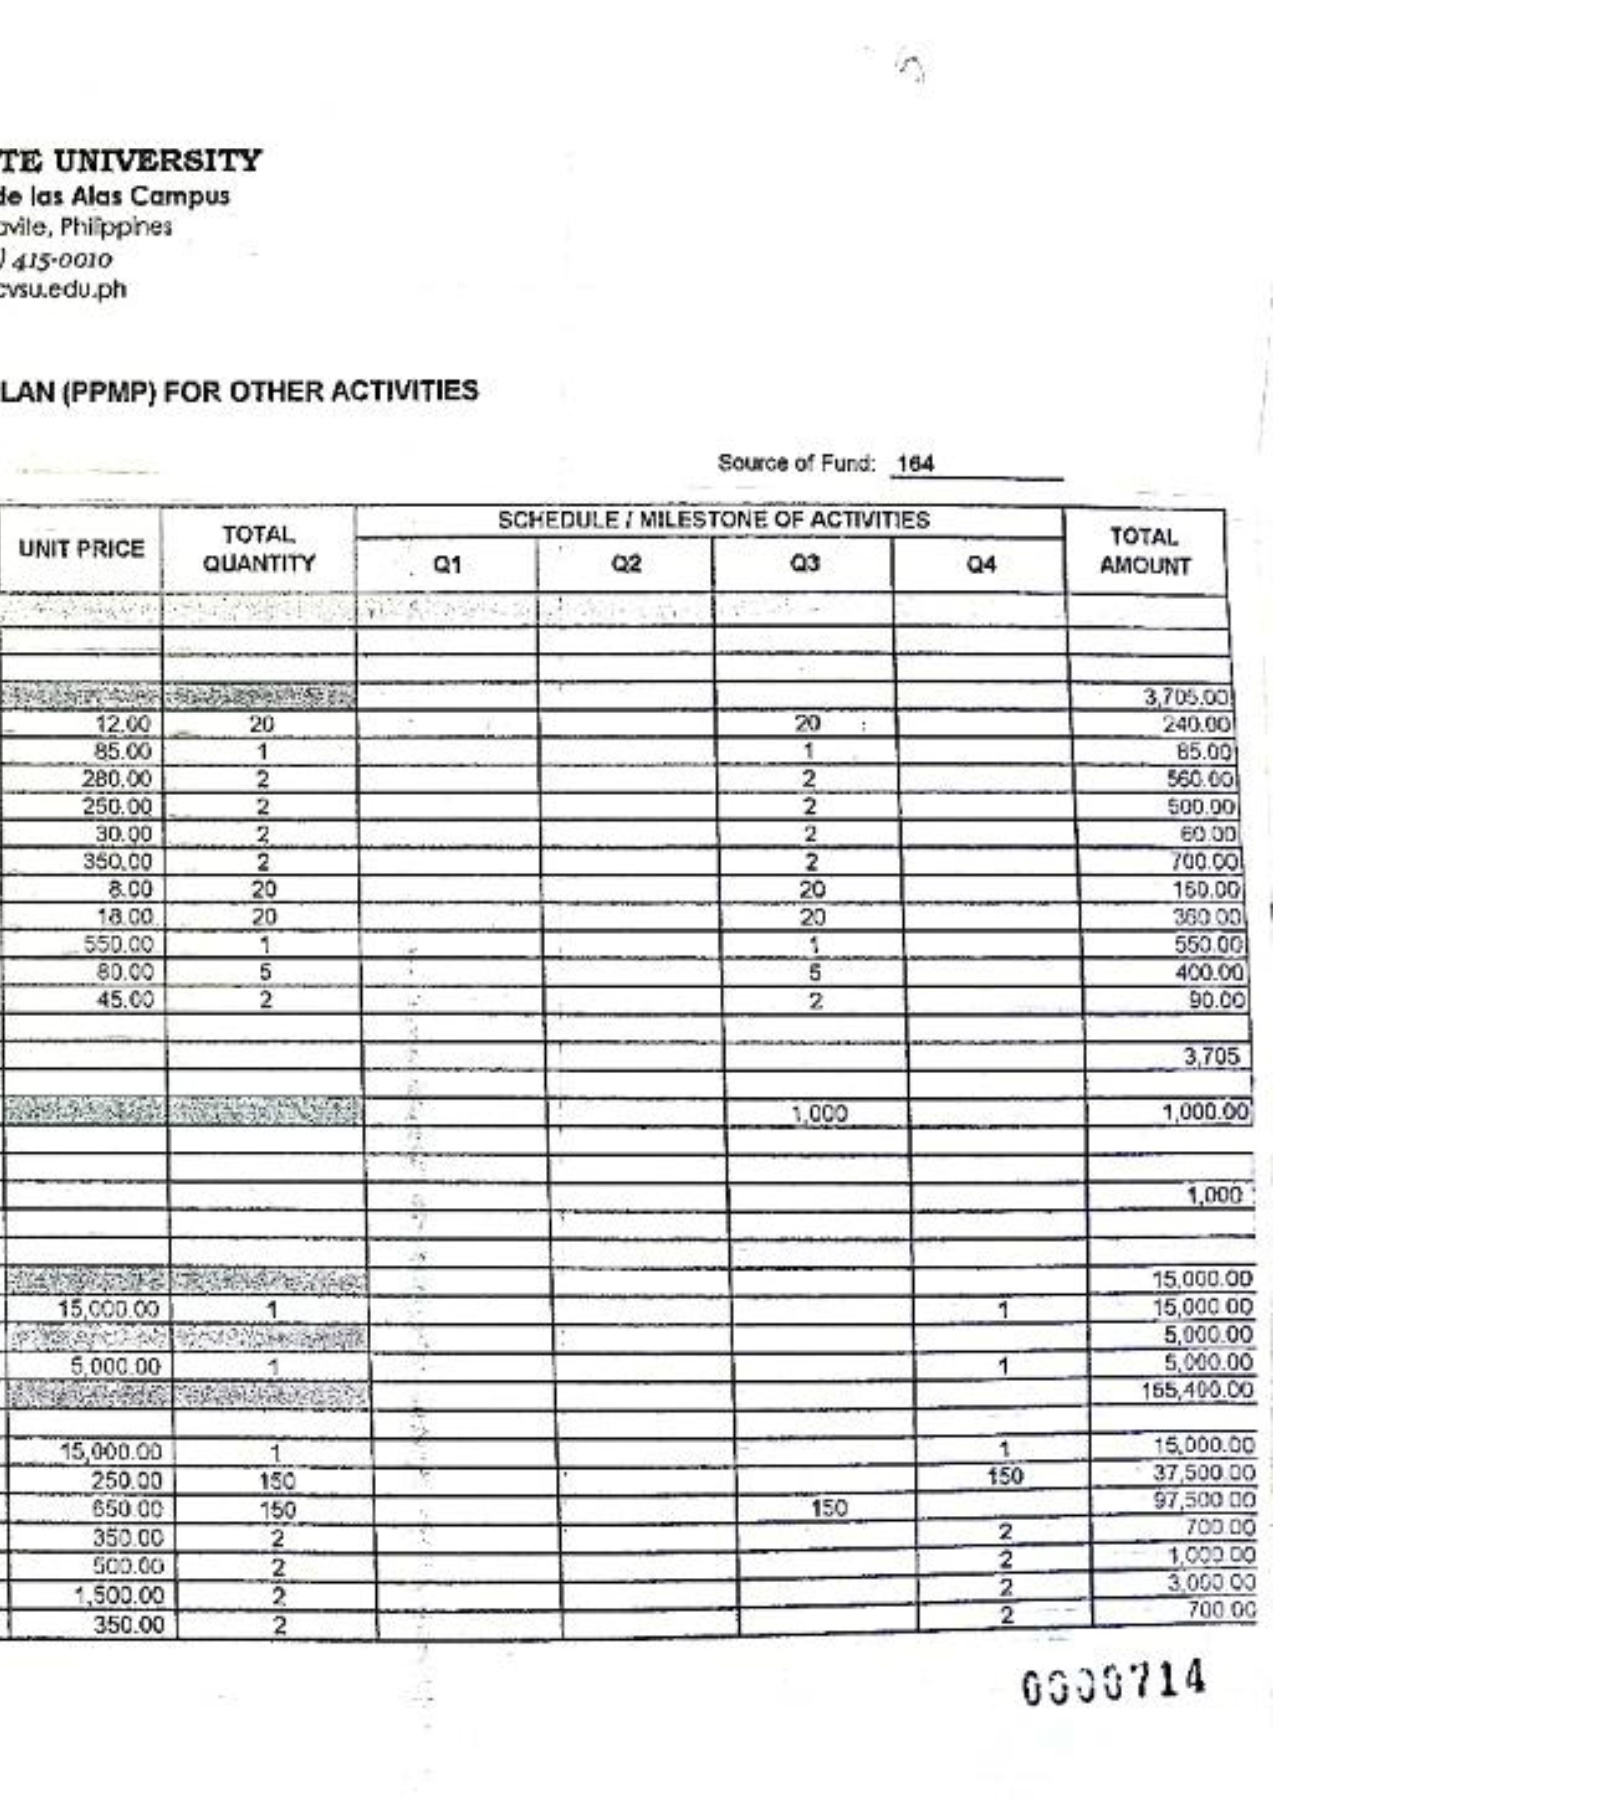 TE UNIVERSITY
de las Alas Campus
avite, Philippines
) 415-0010
cvsu.edu.ph
LAN (PPMP) FOR OTHER ACTIVITIES
Source of Fund: 164
UNIT PRICE TOTAL QUANTITY SCHEDULE / MILESTONE OF ACTIVITIES TOTAL AMOUNT
Q1 Q2 Q3 Q4
3,705.00
12.00 20 20 240.00
85.00 1 1 85.00
280.00 2 2 560.00
250.00 2 2 500.00
30.00 2 2 60.00
350.00 2 2 700.00
8.00 20 20 160.00
18.00 20 20 360.00
550.00 1 1 550.00
80.00 5 5 400.00
45.00 2 2 90.00
3,705
1,000 1,000.00
1,000
15,000.00
15,000.00 1 1 15,000.00
5,000.00
5,000.00 1 1 5,000.00
155,400.00
15,000.00 1 1 15,000.00
250.00 150 150 37,500.00
650.00 150 150 97,500.00
350.00 2 2 700.00
500.00 2 2 1,000.00
1,500.00 2 2 3,000.00
350.00 2 2 700.00
0000714